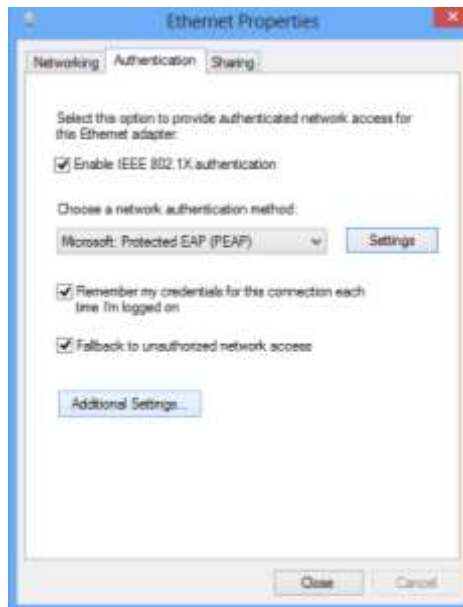 Ethernet Properties
Networking Authentication Sharing
Select this option to provide authenticated network access for
this Ethernet adapter.
Enable IEEE 802.1X authentication
Choose a network authentication method:
Microsoft: Protected EAP (PEAP) Settings
Remember my credentials for this connection each
time I'm logged on
Fallback to unauthorized network access
Additional Settings...
Close Cancel